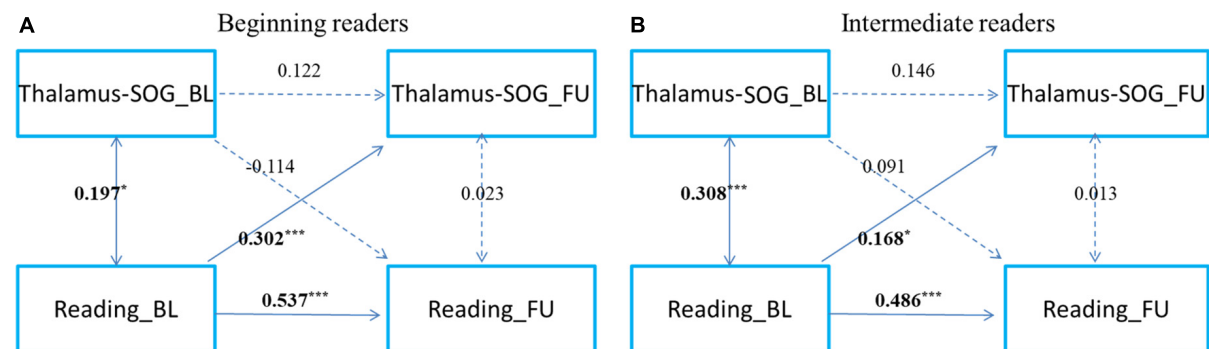 A Beginning readers
Thalamus-SOG_BL
0.122
Thalamus-SOG_FU
-0.114
0.197*
0.023
0.302***
Reading_BL
0.537***
Reading_FU
B Intermediate readers
Thalamus-SOG_BL
0.146
Thalamus-SOG_FU
0.091
0.308***
0.013
0.168*
Reading_BL
0.486***
Reading_FU